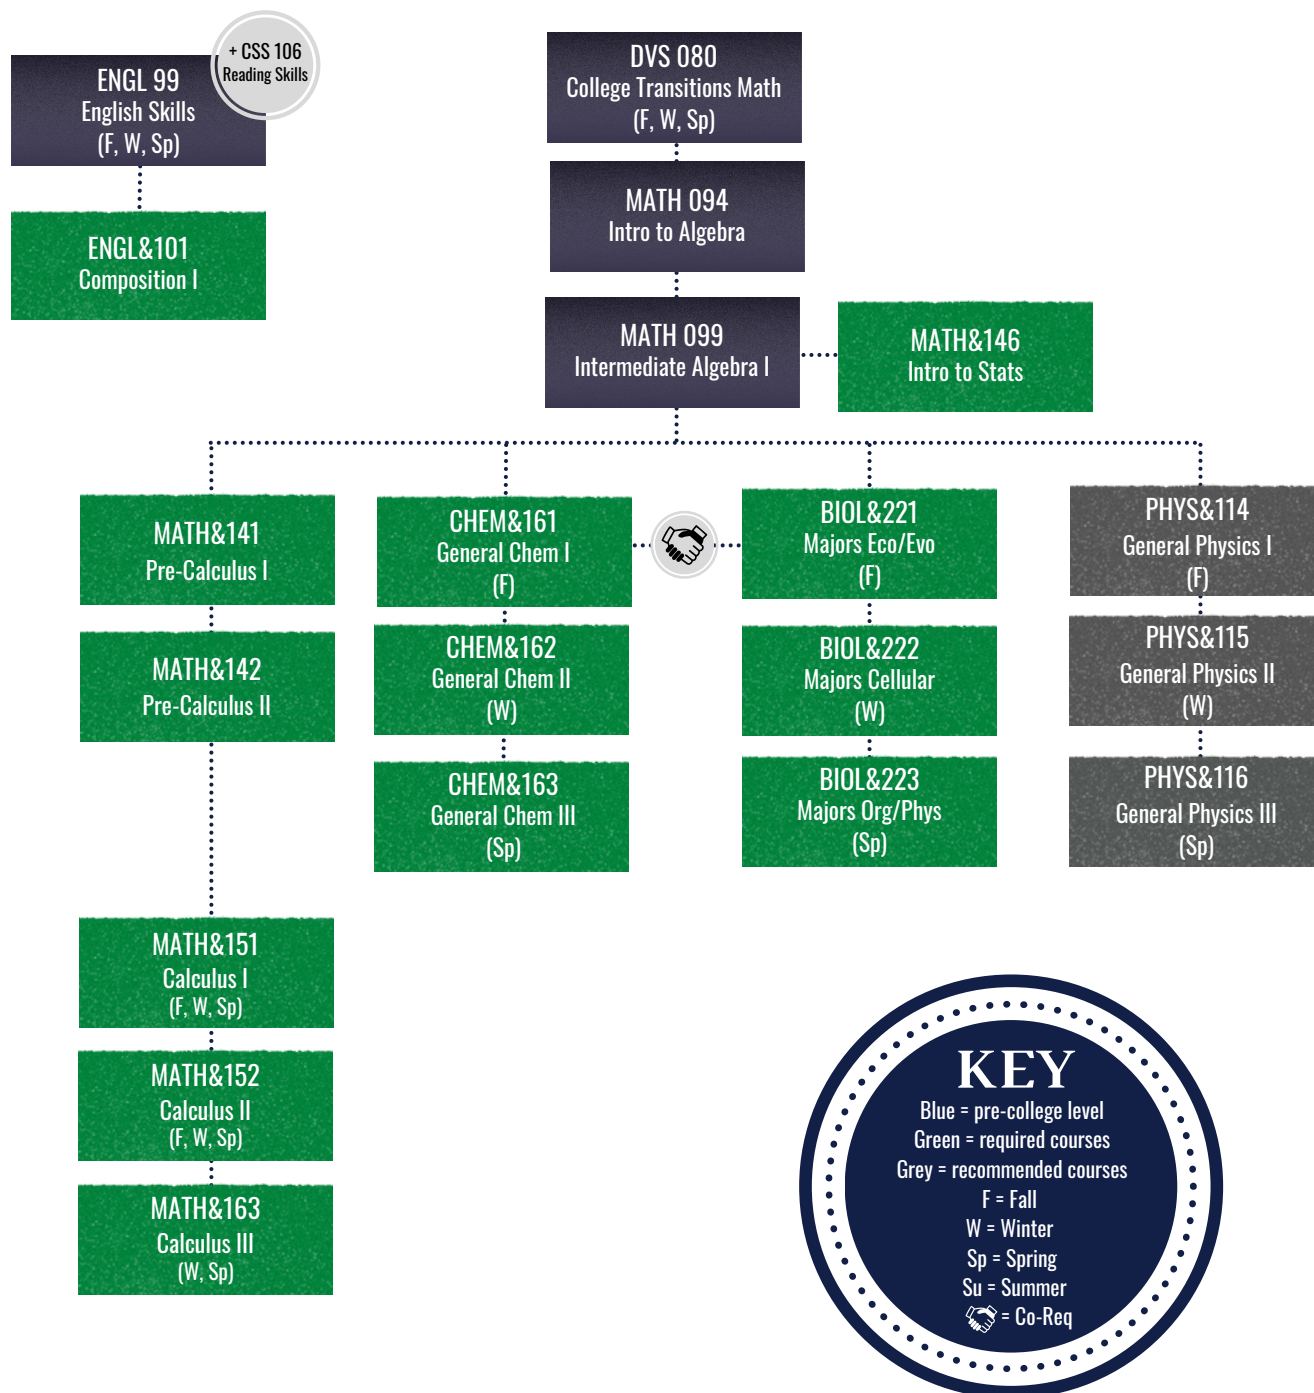 + CSS 106
Reading Skills
ENGL 99
English Skills
(F, W, Sp)
ENGL&101
Composition I
DVS 080
College Transitions Math
(F, W, Sp)
MATH 094
Intro to Algebra
MATH 099
Intermediate Algebra I
MATH&146
Intro to Stats
MATH&141
Pre-Calculus I
MATH&142
Pre-Calculus II
MATH&151
Calculus I
(F, W, Sp)
MATH&152
Calculus II
(F, W, Sp)
MATH&163
Calculus III
(W, Sp)
CHEM&161
General Chem I
(F)
CHEM&162
General Chem II
(W)
CHEM&163
General Chem III
(Sp)
BIOL&221
Majors Eco/Evo
(F)
BIOL&222
Majors Cellular
(W)
BIOL&223
Majors Org/Phys
(Sp)
PHYS&114
General Physics I
(F)
PHYS&115
General Physics II
(W)
PHYS&116
General Physics III
(Sp)
KEY
Blue = pre-college level
Green = required courses
Grey = recommended courses
F = Fall
W = Winter
Sp = Spring
Su = Summer
= Co-Req